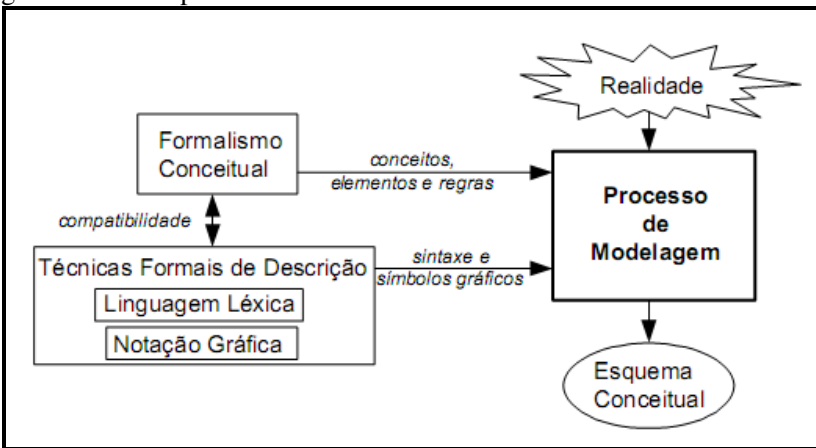 Realidade
Formalismo
Conceitual
conceitos,
elementos e regras
Processo
de
Modelagem
compatibilidade
Técnicas Formais de Descrição
Linguagem Léxica
Notação Gráfica
sintaxe e
símbolos gráficos
Esquema
Conceitual